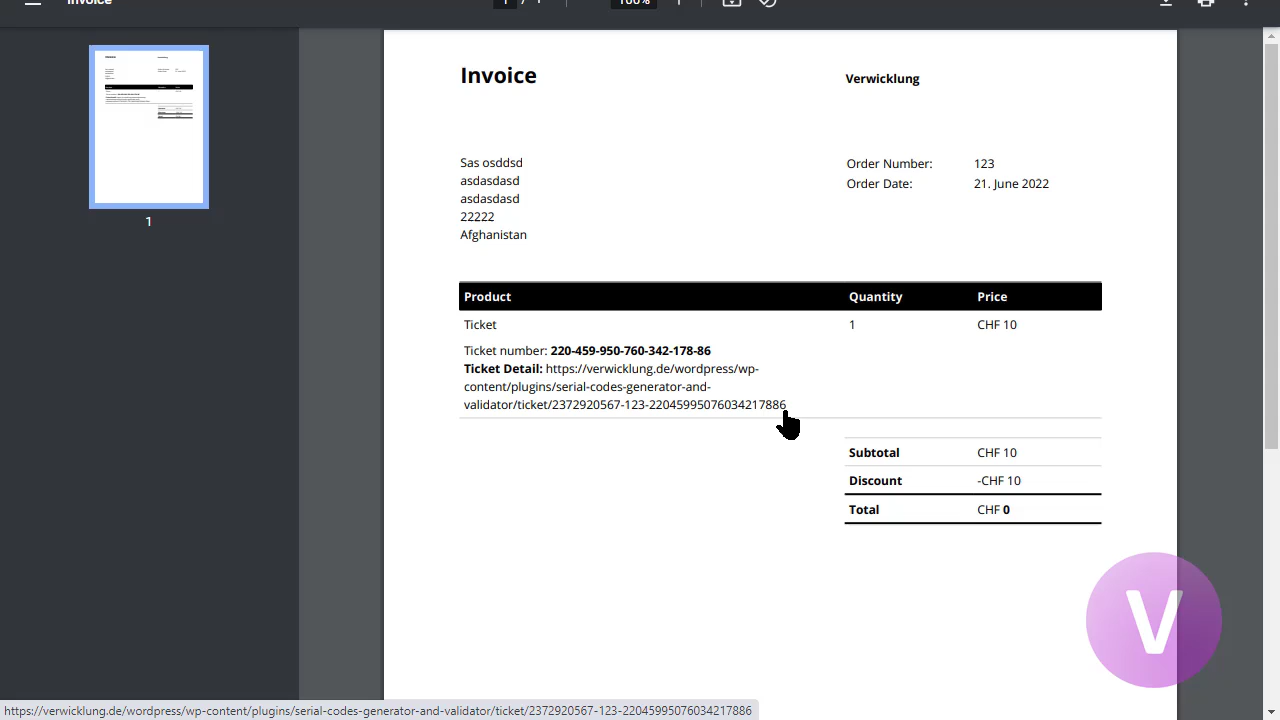 Invoice
1
100%
1
Invoice
Verwicklung
Sas osddsd
asdasdasd
asdasdasd
22222
Afghanistan
Order Number: 123
Order Date: 21. June 2022
Product Quantity Price
Ticket 1 CHF 10
Ticket number: 220-459-950-760-342-178-86
Ticket Detail: https://verwicklung.de/wordpress/wp-
content/plugins/serial-codes-generator-and-
validator/ticket/2372920567-123-22045995076034217886
Subtotal CHF 10
Discount -CHF 10
Total CHF 0
V
https://verwicklung.de/wordpress/wp-content/plugins/serial-codes-generator-and-validator/ticket/2372920567-123-22045995076034217886